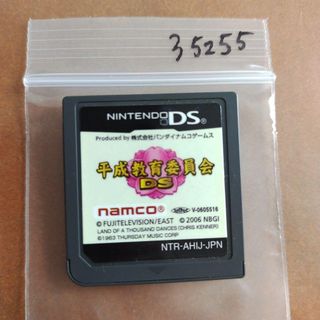 35255
NINTENDO DS
Produced by 株式会社バンダイナムコゲームス
平成教育委員会
DS
namco® V-0605516
© FUJITELEVISION/EAST © 2006 NBGI
LAND OF A THOUSAND DANCES (CHRIS KENNER)
©1963 THURSDAY MUSIC CORP
NTR-AHIJ-JPN